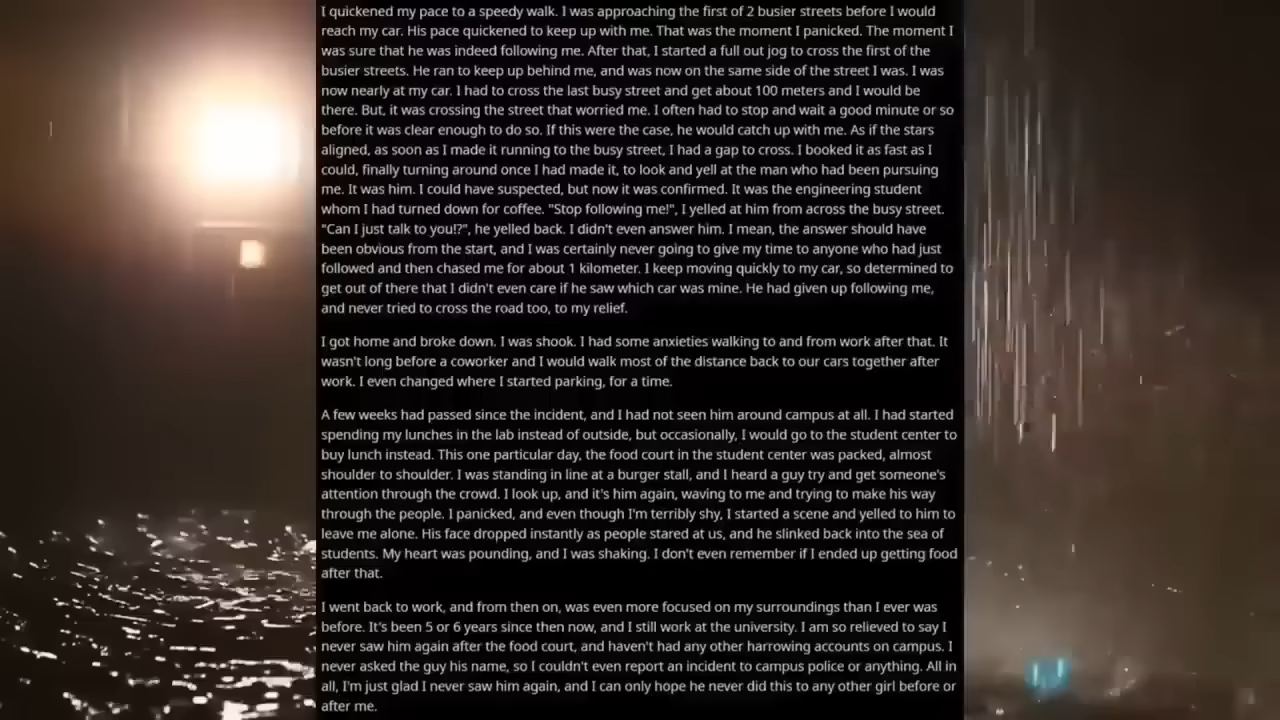 I quickened my pace to a speedy walk. I was approaching the first of 2 busier streets before I would
reach my car. His pace quickened to keep up with me. That was the moment I panicked. The moment I
was sure that he was indeed following me. After that, I started a full out jog to cross the first of the
busier streets. He ran to keep up behind me, and was now on the same side of the street I was. I was
now nearly at my car. I had to cross the last busy street and get about 100 meters and I would be
there. But, it was crossing the street that worried me. I often had to stop and wait a good minute or so
before it was clear enough to do so. If this were the case, he would catch up with me. As if the stars
aligned, as soon as I made it running to the busy street, I had a gap to cross. I booked it as fast as I
could, finally turning around once I had made it, to look and yell at the man who had been pursuing
me. It was him. I could have suspected, but now it was confirmed. It was the engineering student
whom I had turned down for coffee. "Stop following me!", I yelled at him from across the busy street.
"Can I just talk to you!?", he yelled back. I didn't even answer him. I mean, the answer should have
been obvious from the start, and I was certainly never going to give my time to anyone who had just
followed and then chased me for about 1 kilometer. I keep moving quickly to my car, so determined to
get out of there that I didn't even care if he saw which car was mine. He had given up following me,
and never tried to cross the road too, to my relief.
I got home and broke down. I was shook. I had some anxieties walking to and from work after that. It
wasn't long before a coworker and I would walk most of the distance back to our cars together after
work. I even changed where I started parking, for a time.
A few weeks had passed since the incident, and I had not seen him around campus at all. I had started
spending my lunches in the lab instead of outside, but occasionally, I would go to the student center to
buy lunch instead. This one particular day, the food court in the student center was packed, almost
shoulder to shoulder. I was standing in line at a burger stall, and I heard a guy try and get someone's
attention through the crowd. I look up, and it's him again, waving to me and trying to make his way
through the people. I panicked, and even though I'm terribly shy, I started a scene and yelled to him to
leave me alone. His face dropped instantly as people stared at us, and he slinked back into the sea of
students. My heart was pounding, and I was shaking. I don't even remember if I ended up getting food
after that.
I went back to work, and from then on, was even more focused on my surroundings than I ever was
before. It's been 5 or 6 years since then now, and I still work at the university. I am so relieved to say I
never saw him again after the food court, and haven't had any other harrowing accounts on campus. I
never asked the guy his name, so I couldn't even report an incident to campus police or anything. All in
all, I'm just glad I never saw him again, and I can only hope he never did this to any other girl before or
after me.